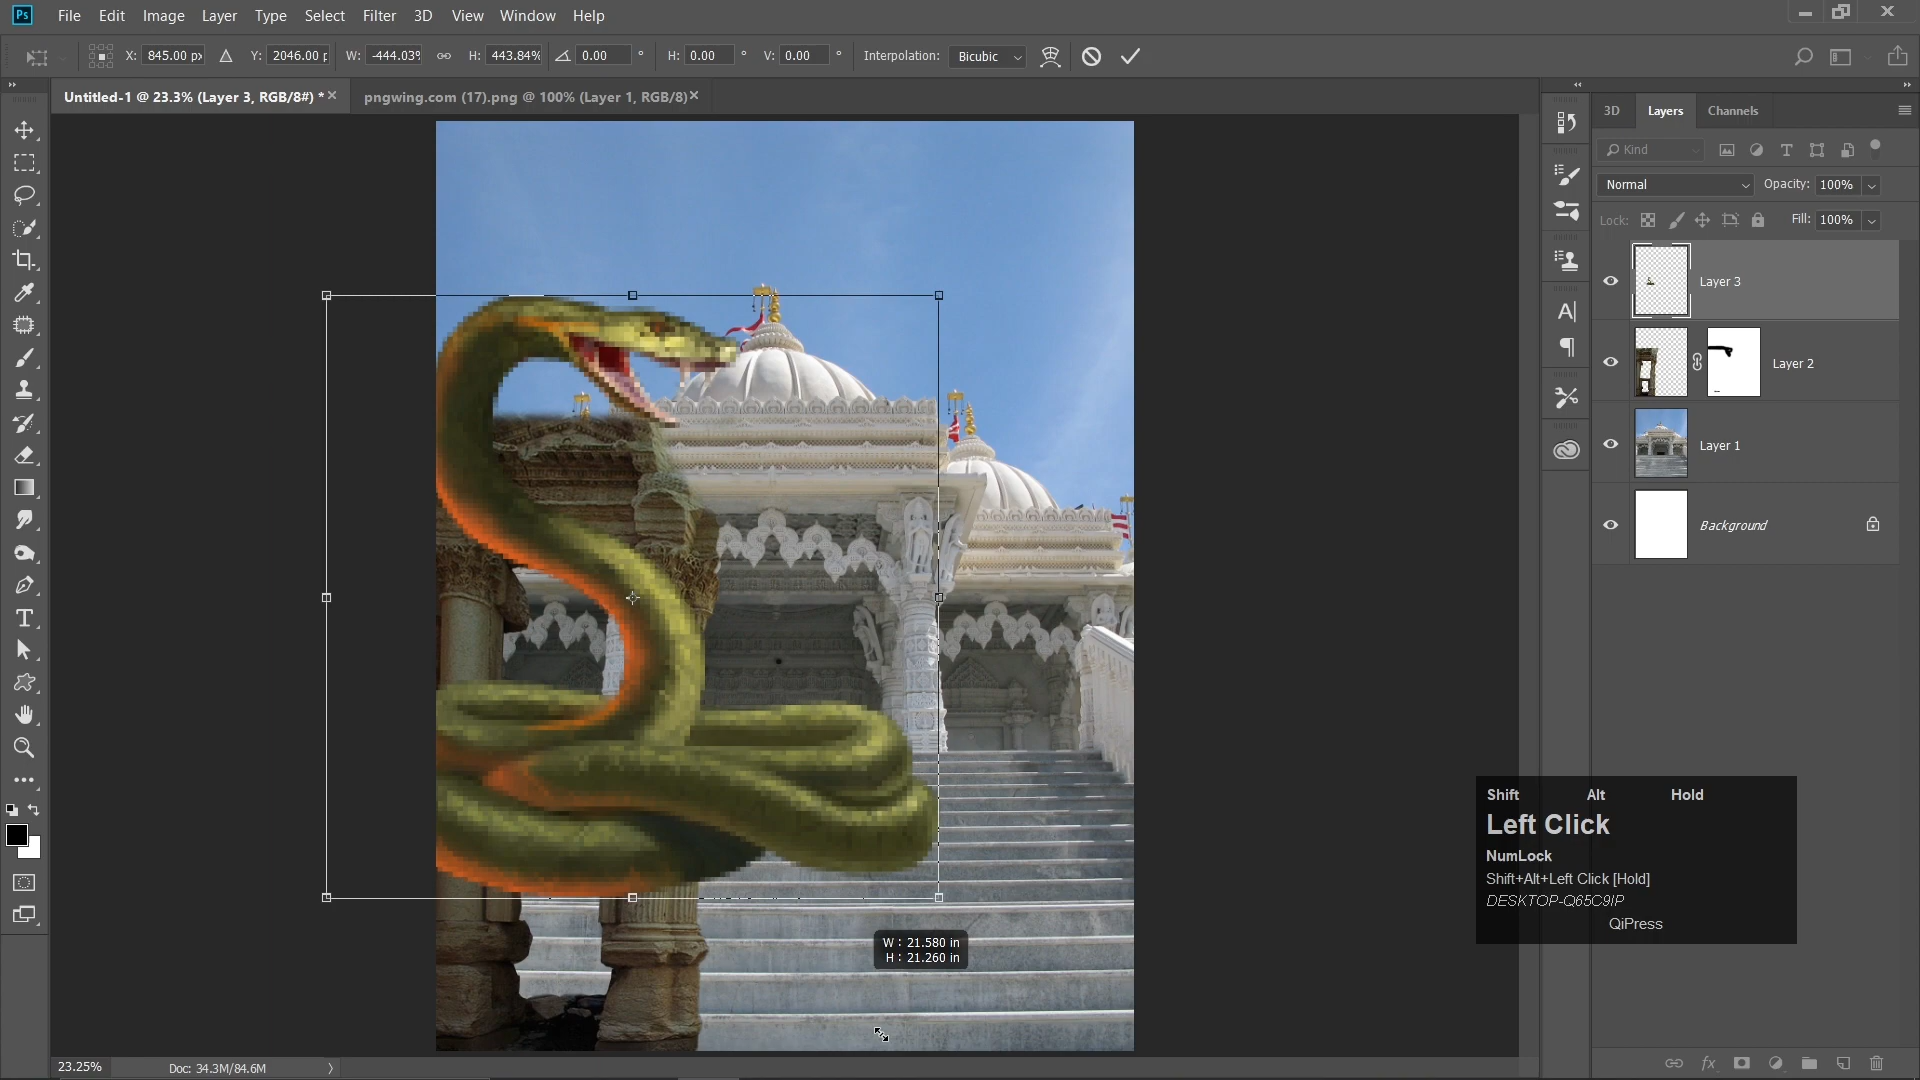 Ps File Edit Image Layer Type Select Filter 3D View Window Help
X: 845.00 px Y: 2046.00 p W: -444.03% H: 443.84% 0.00 ° H: 0.00 ° V: 0.00 ° Interpolation: Bicubic
Untitled-1 @ 23.3% (Layer 3, RGB/8#) * pngwing.com (17).png @ 100% (Layer 1, RGB/8)
3D Layers Channels
Kind
Normal Opacity: 100%
Lock: Fill: 100%
Layer 3
Layer 2
Layer 1
Background
Shift Alt Hold
Left Click
NumLock
Shift+Alt+Left Click [Hold]
DESKTOP-Q65C9IP
QiPress
W : 21.580 in
H : 21.260 in
23.25% Doc: 34.3M/84.6M